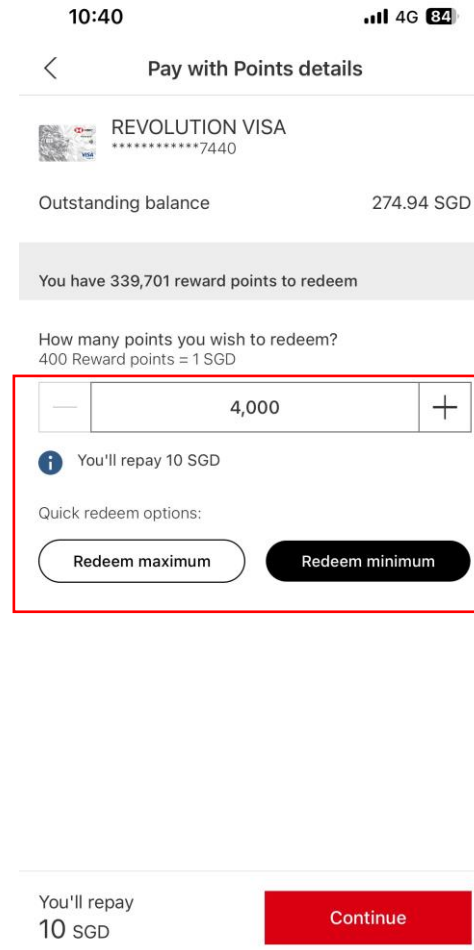 10:40
4G 84
Pay with Points details
REVOLUTION VISA
************7440
Outstanding balance
274.94 SGD
You have 339,701 reward points to redeem
How many points you wish to redeem?
400 Reward points = 1 SGD
4,000
You'll repay 10 SGD
Quick redeem options:
Redeem maximum
Redeem minimum
You'll repay
10 SGD
Continue